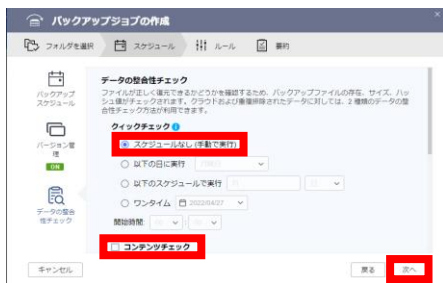 バックアップジョブの作成
フォルダを選択 スケジュール ルール 要約
バックアップ
スケジュール
バージョン管
理
ON
データの整合
性チェック
データの整合性チェック
ファイルが正しく復元できるかどうかを確認するため、バックアップファイルの存在、サイズ、ハッ
シュ値がチェックされます。クラウドおよび重複排除されたデータに対しては、2 種類のデータの整
合性チェック方法が利用できます。
クイックチェック
スケジュールなし (手動で実行)
以下の日に実行
以下のスケジュールで実行
ワンタイム 2022/04/27
開始時間:
コンテンツチェック
キャンセル 戻る 次へ